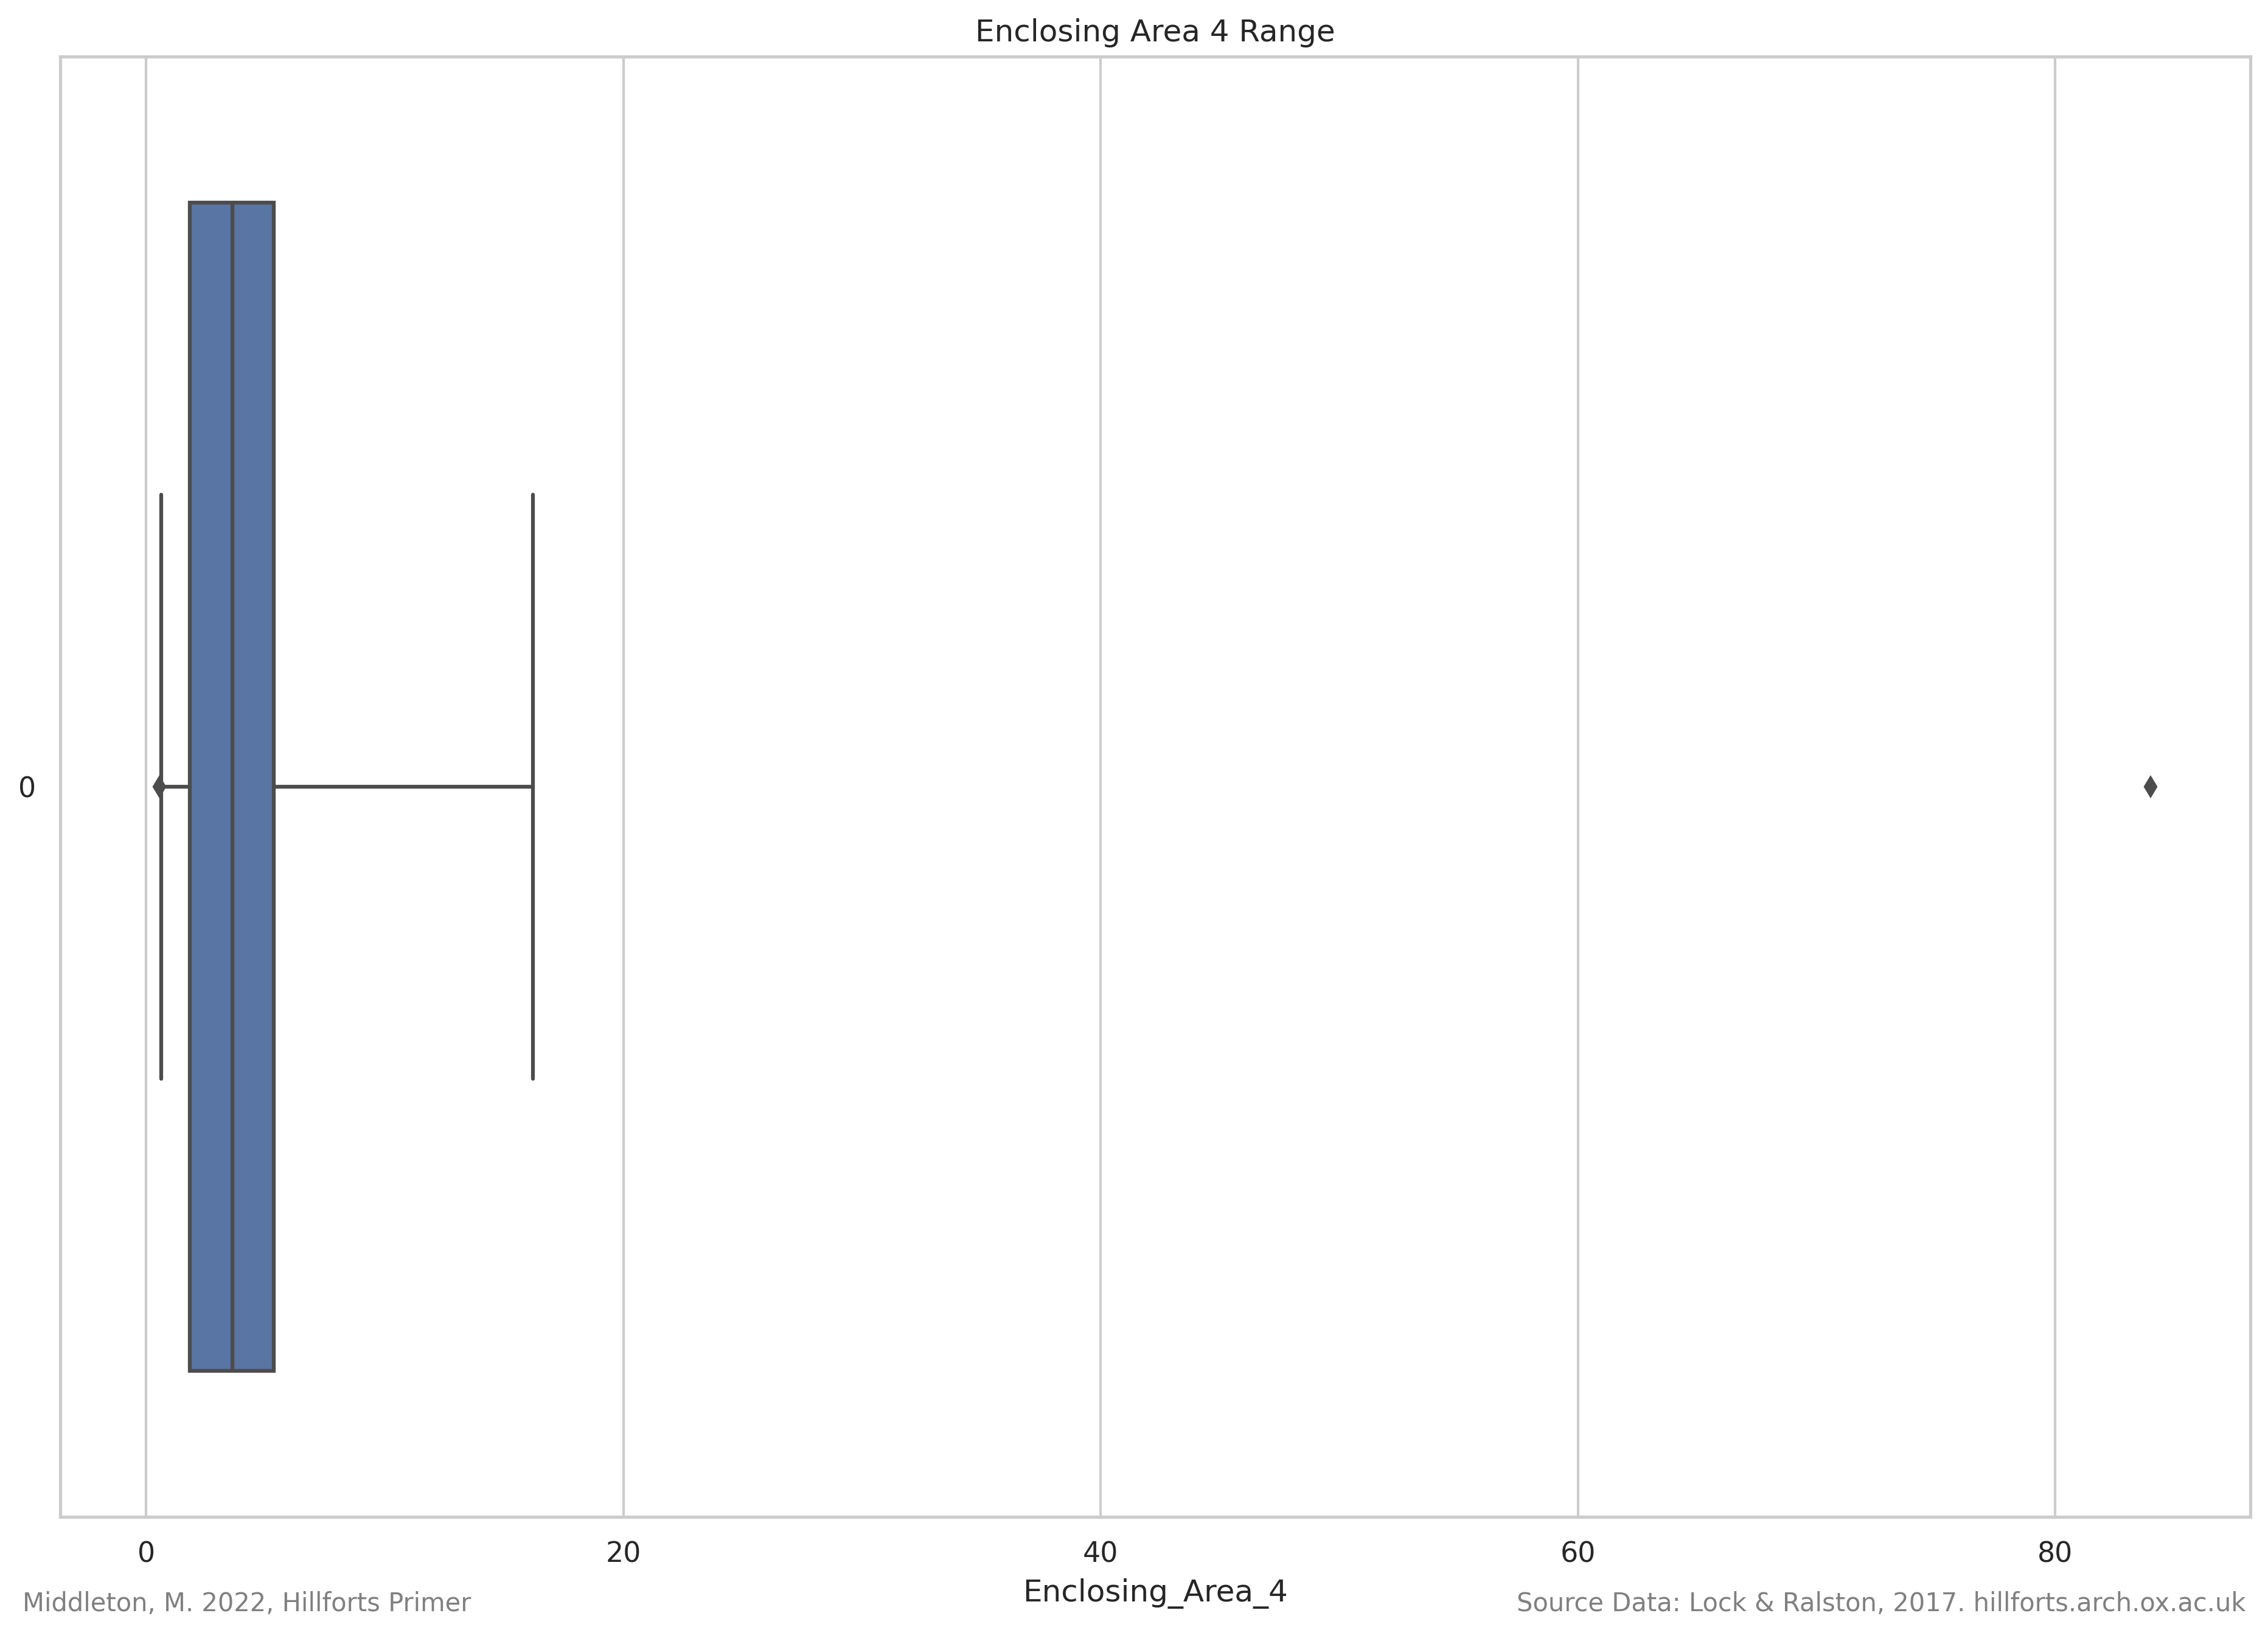 Enclosing Area 4 Range
0
0 20 40 60 80
Enclosing_Area_4
Middleton, M. 2022, Hillforts Primer
Source Data: Lock & Ralston, 2017. hillforts.arch.ox.ac.uk